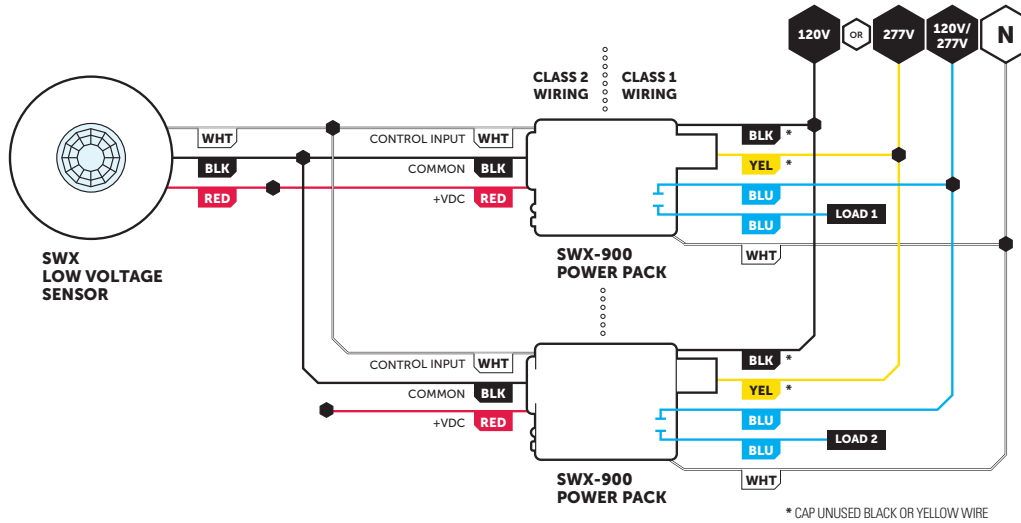 120V
OR
277V
120V/
277V
N
CLASS 2
WIRING
CLASS 1
WIRING
WHT
CONTROL INPUT
WHT
BLK
*
BLK
COMMON
BLK
YEL
*
RED
+VDC
RED
BLU
BLU
LOAD 1
WHT
SWX
LOW VOLTAGE
SENSOR
SWX-900
POWER PACK
CONTROL INPUT
WHT
BLK
*
COMMON
BLK
YEL
*
+VDC
RED
BLU
BLU
LOAD 2
WHT
SWX-900
POWER PACK
* CAP UNUSED BLACK OR YELLOW WIRE